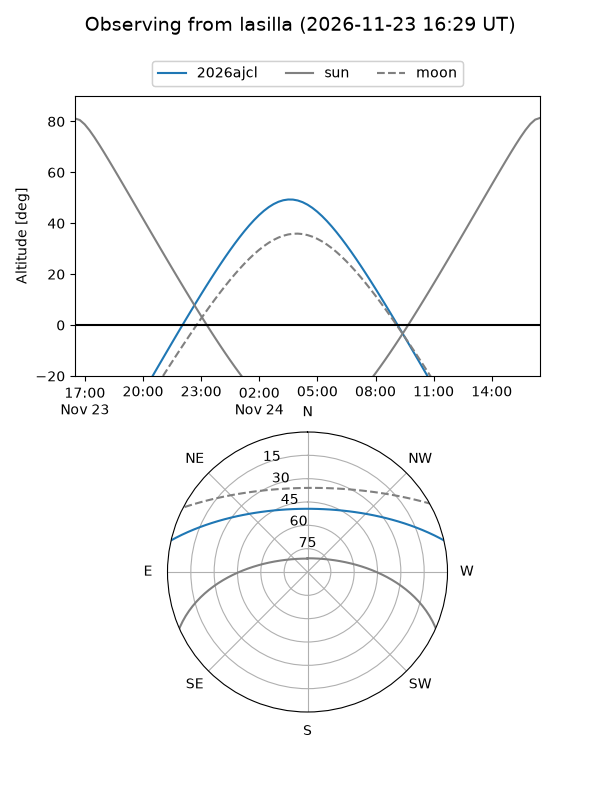 Observing from lasilla (2026-11-23 16:29 UT)
2026ajcl sun moon
Altitude [deg]
80
60
40
20
0
−20
17:00 20:00 23:00 02:00 05:00 08:00 11:00 14:00
Nov 23 Nov 24
N
NE NW
15
30
45
60
75
E W
SE SW
S